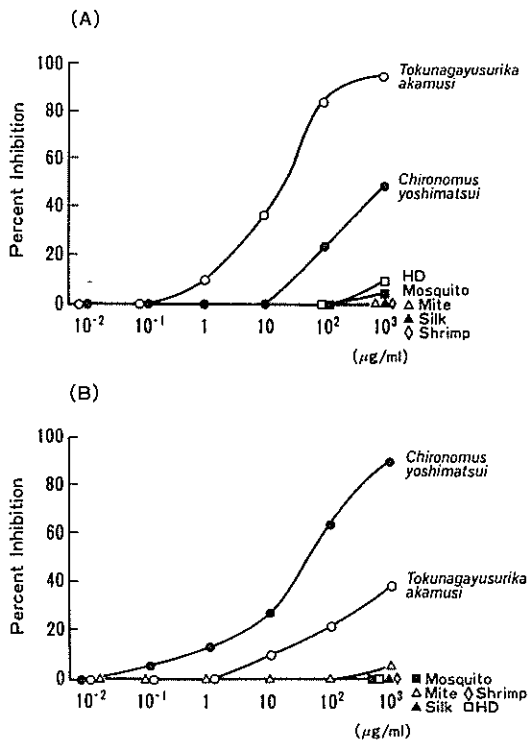 (A)
Percent Inhibition
100
80
60
40
20
0
Tokunagayusurika
akamusi
Chironomus
yoshimatsui
HD
Mosquito
△ Mite
▲ Silk
◊ Shrimp
10⁻² 10⁻¹ 1 10 10² 10³
(μg/ml)
(B)
Percent Inhibition
100
80
60
40
20
0
Chironomus
yoshimatsui
Tokunagayusurika
akamusi
■ Mosquito
△ Mite ◊ Shrimp
▲ Silk □ HD
10⁻² 10⁻¹ 1 10 10² 10³
(μg/ml)